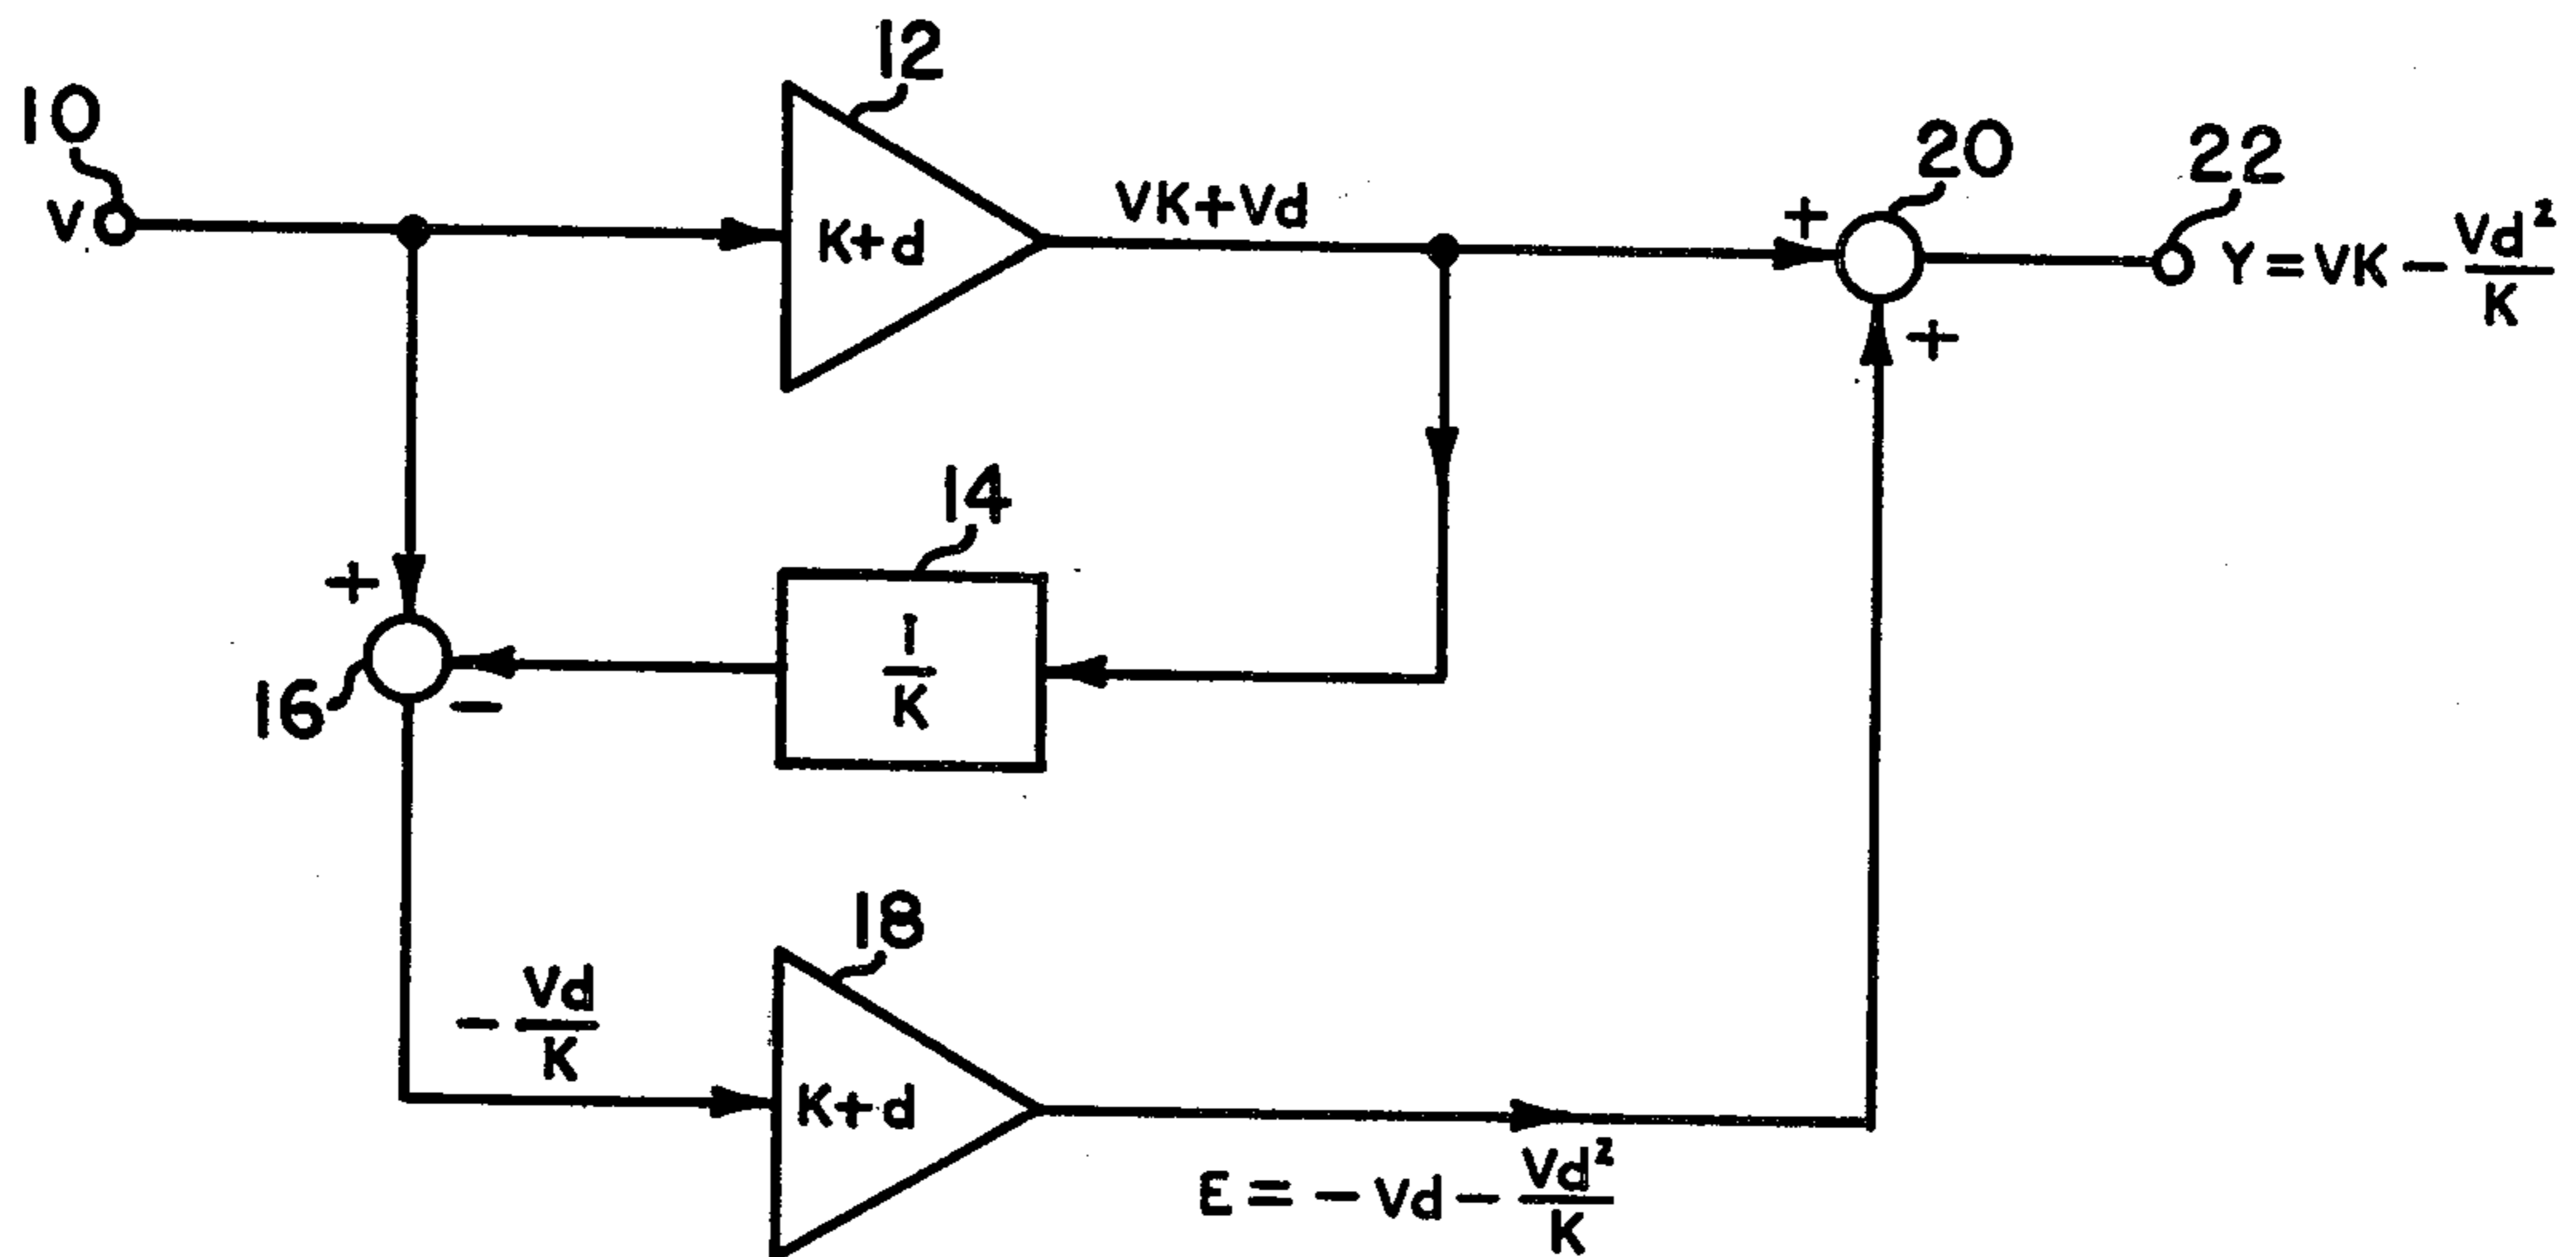 12
10
20
22
V
K+d
VK+Vd
+
Y = VK - Vd²/K
+
14
+
1/K
16
-
18
- Vd/K
K+d
E = - Vd - Vd²/K